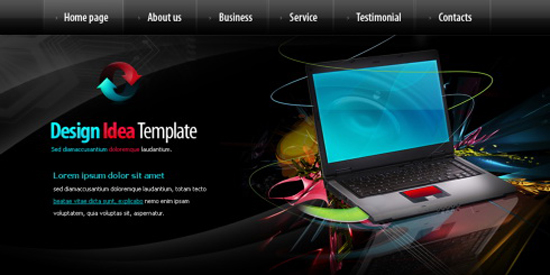 Home page About us Business Service Testimonial Contacts
Design Idea Template
Sed diamaccusantium doloremque laudantium.
Lorem ipsum dolor sit amet
sed diamaccusantium doloremque laudantium, totam tecto
beatae vitae dicta sunt, explicabo nemo enim ipsam
voluptatem, quia voluptas sit, aspernatur.